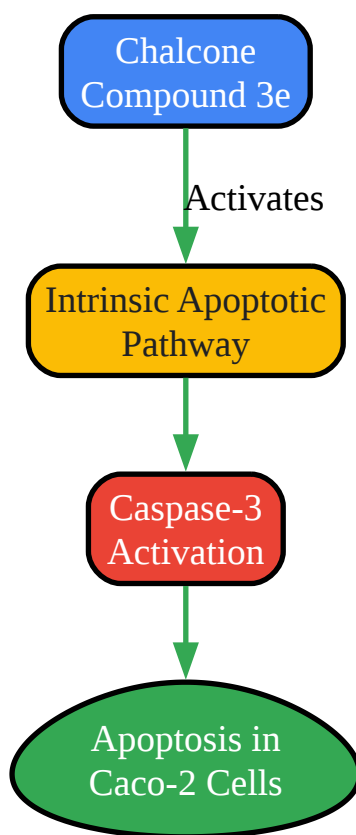 Chalcone
Compound 3e
Activates
Intrinsic Apoptotic
Pathway
Caspase-3
Activation
Apoptosis in
Caco-2 Cells